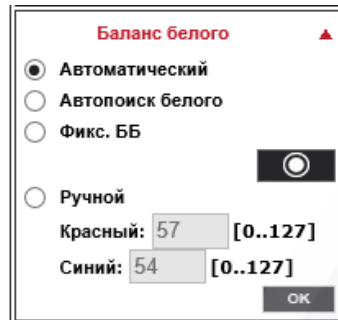 Баланс белого
Автоматический
Автопоиск белого
Фикс. ББ
Ручной
Красный: 57 [0..127]
Синий: 54 [0..127]
OK